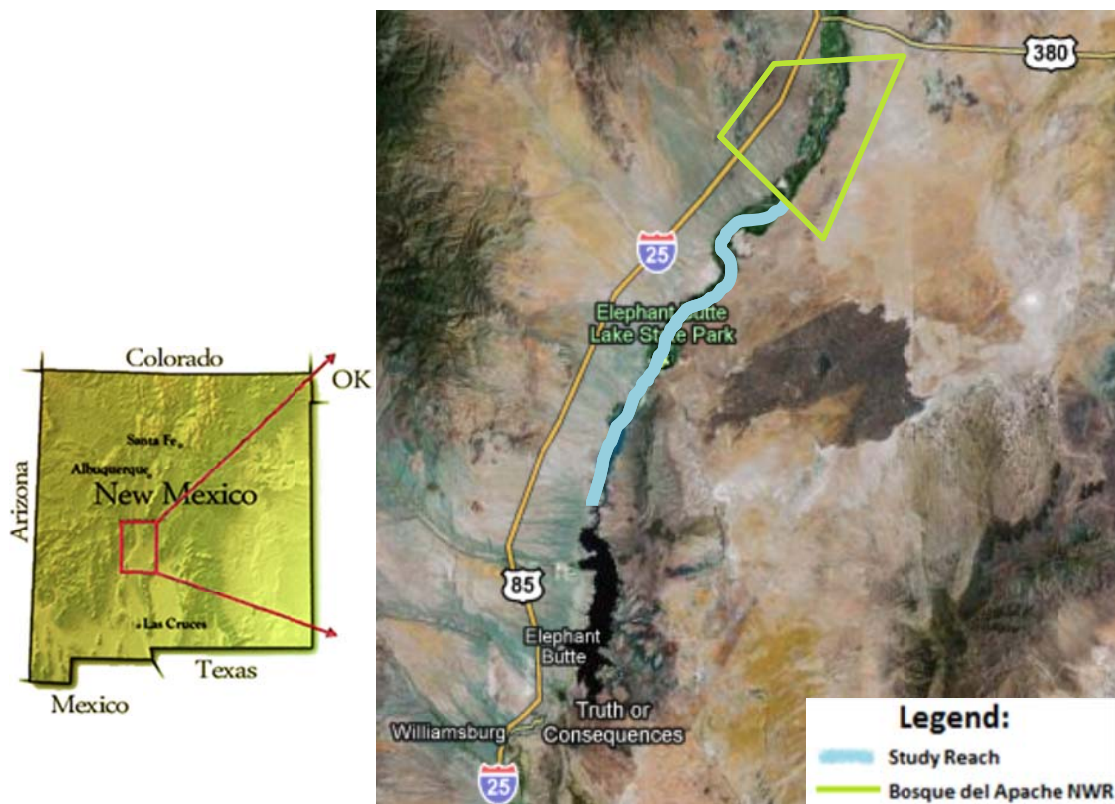 Colorado
OK
Santa Fe
Albuquerque
New Mexico
Arizona
Las Cruces
Texas
Mexico
380
25
Elephant Butte
Lake State Park
85
Elephant
Butte
Truth or
Consequences
Williamsburg
25
Legend:
Study Reach
Bosque del Apache NWR